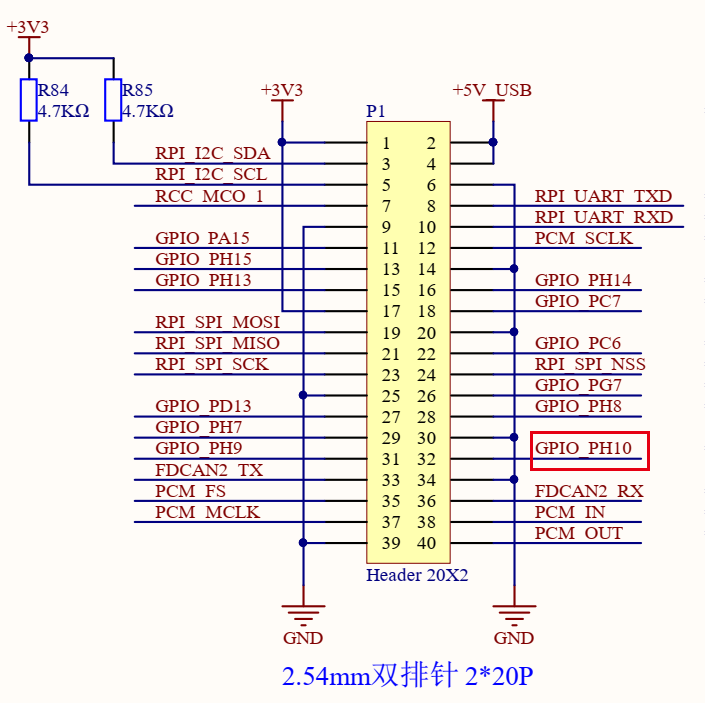 +3V3
R84
4.7KΩ
R85
4.7KΩ
+3V3
+5V_USB
P1
1 2
RPI_I2C_SDA 3 4
RPI_I2C_SCL 5 6
RCC_MCO_1 7 8 RPI_UART_TXD
9 10 RPI_UART_RXD
GPIO_PA15 11 12 PCM_SCLK
GPIO_PH15 13 14
GPIO_PH13 15 16 GPIO_PH14
17 18 GPIO_PC7
RPI_SPI_MOSI 19 20
RPI_SPI_MISO 21 22 GPIO_PC6
RPI_SPI_SCK 23 24 RPI_SPI_NSS
25 26 GPIO_PG7
GPIO_PD13 27 28 GPIO_PH8
GPIO_PH7 29 30
GPIO_PH9 31 32 GPIO_PH10
FDCAN2_TX 33 34
PCM_FS 35 36 FDCAN2_RX
PCM_MCLK 37 38 PCM_IN
39 40 PCM_OUT
Header 20X2
GND
GND
2.54mm双排针 2*20P